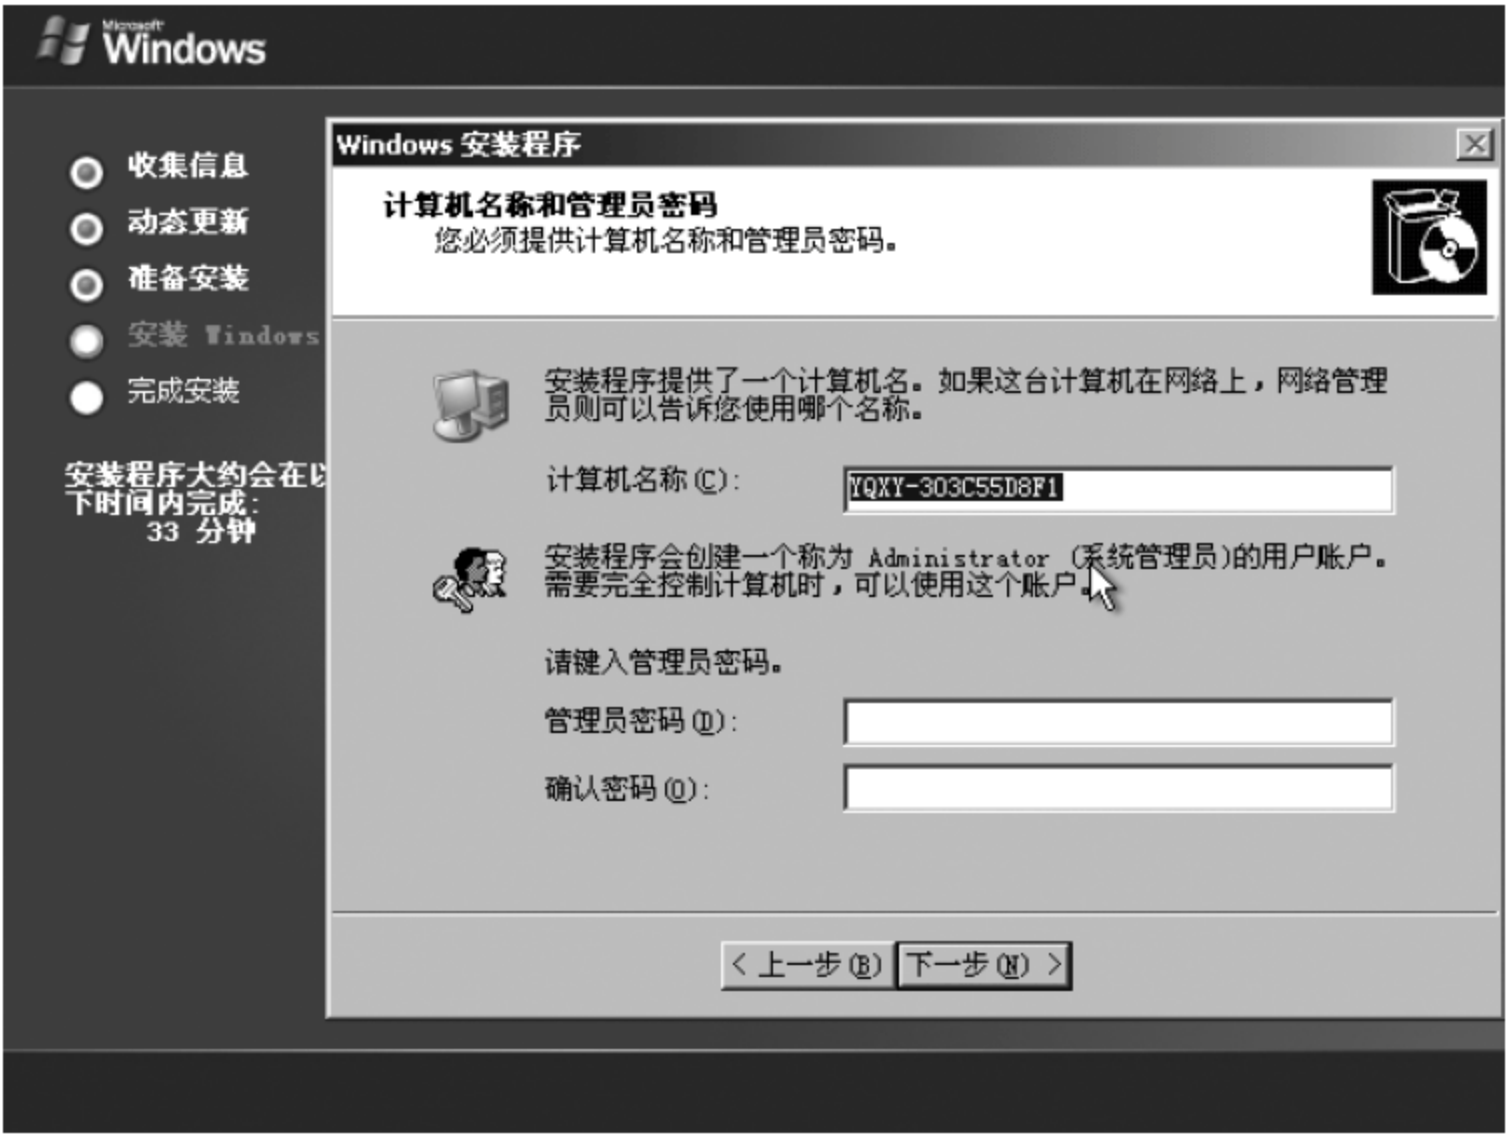 Microsoft
Windows
收集信息
动态更新
准备安装
安装 Windows
完成安装
安装程序大约会在以
下时间内完成:
33 分钟
Windows 安装程序
计算机名称和管理员密码
您必须提供计算机名称和管理员密码。
安装程序提供了一个计算机名。如果这台计算机在网络上，网络管理
员则可以告诉您使用哪个名称。
计算机名称(C):
YQXY-303C55D8F1
安装程序会创建一个称为 Administrator (系统管理员)的用户账户。
需要完全控制计算机时，可以使用这个账户。
请键入管理员密码。
管理员密码(D):
确认密码(O):
< 上一步(B)
下一步(N) >